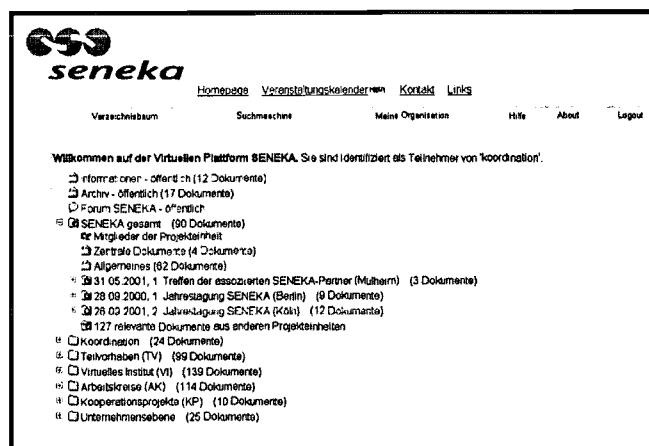 seneka
Homepage Veranstaltungskalender Kontakt Links
Verzeichnisbaum Suchmaschine Meine Organisation Hilfe About Logout
Willkommen auf der Virtuellen Plattform SENEKA. Sie sind identifiziert als Teilnehmer von 'koordination'.
Informationen - öffentlich (12 Dokumente)
Archiv - öffentlich (17 Dokumente)
Forum SENEKA - öffentlich
SENEKA gesamt (90 Dokumente)
Mitglieder der Projekteinheit
Zentrale Dokumente (4 Dokumente)
Allgemeines (62 Dokumente)
31 05.2001, 1 Treffen der assoziierten SENEKA-Partner (Mülheim) (3 Dokumente)
28 09.2000, 1 Jahrestagung SENEKA (Berlin) (9 Dokumente)
2 Jahrestagung SENEKA (Köln) (12 Dokumente)
127 relevante Dokumente aus anderen Projekteinheiten
Koordination (24 Dokumente)
Teilvorhaben (TV) (99 Dokumente)
Virtuelles Institut (VI) (139 Dokumente)
Arbeitskreise (AK) (114 Dokumente)
Kooperationsprojekte (KP) (10 Dokumente)
Unternehmensebene (25 Dokumente)